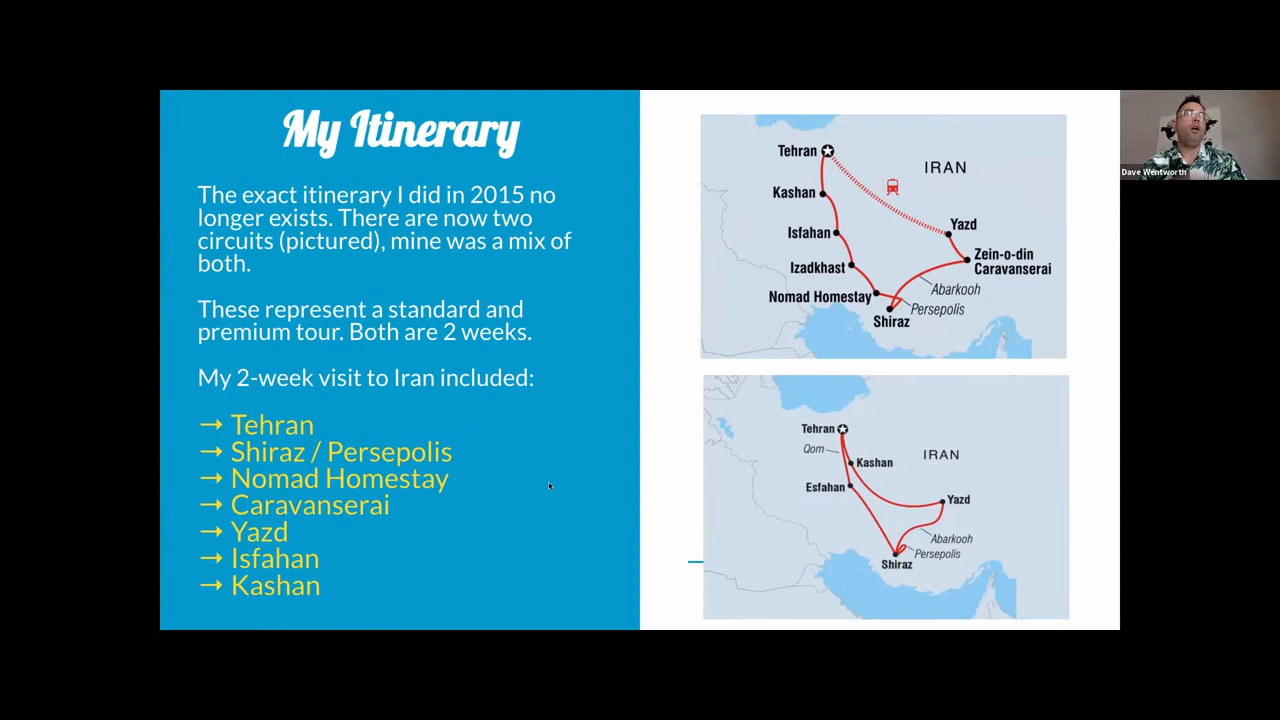 My Itinerary
The exact itinerary I did in 2015 no
longer exists. There are now two
circuits (pictured), mine was a mix of
both.
These represent a standard and
premium tour. Both are 2 weeks.
My 2-week visit to Iran included:
→ Tehran
→ Shiraz / Persepolis
→ Nomad Homestay
→ Caravanserai
→ Yazd
→ Isfahan
→ Kashan
Tehran
IRAN
Kashan
Yazd
Isfahan
Zein-o-din
Caravanserai
Izadkhast
Abarkooh
Nomad Homestay
Persepolis
Shiraz
Tehran
Qom
IRAN
Kashan
Esfahan
Yazd
Abarkooh
Persepolis
Shiraz
Dave Wentworth